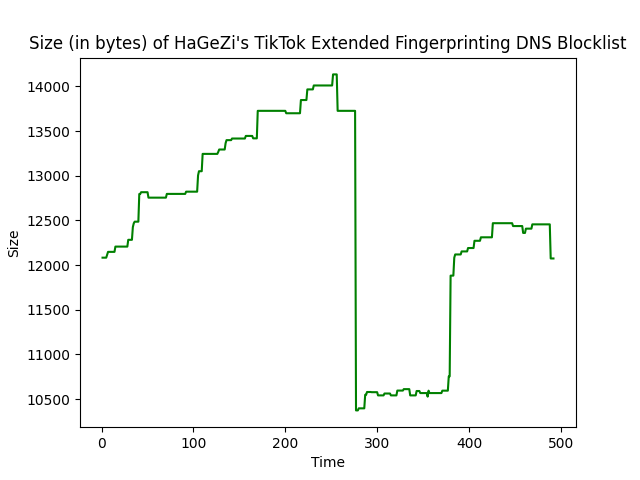 Size (in bytes) of HaGeZi's TikTok Extended Fingerprinting DNS Blocklist
14000
13500
13000
12500
12000
11500
11000
10500
Size
0 100 200 300 400 500
Time